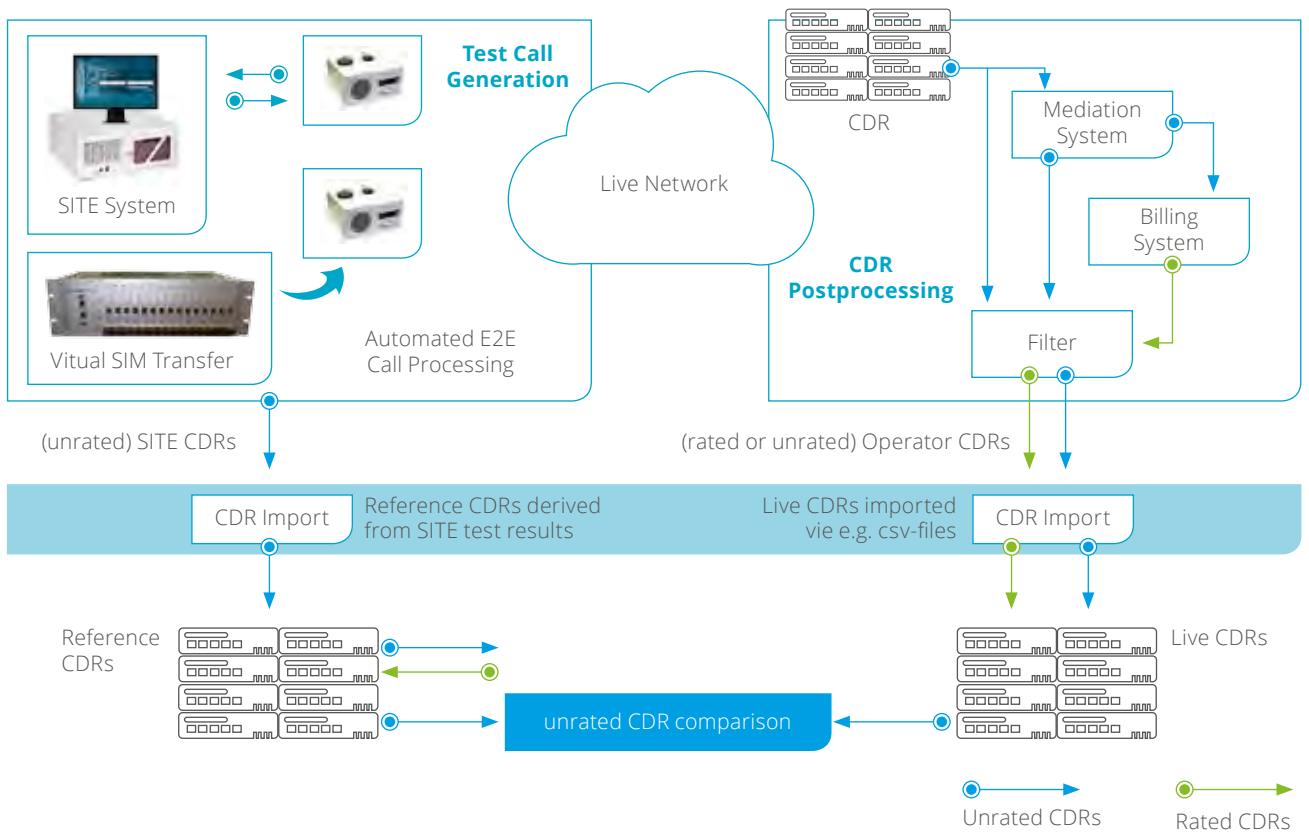 Test Call
Generation
SITE System
Vitual SIM Transfer
Automated E2E
Call Processing
Live Network
CDR
Mediation
System
Billing
System
CDR
Postprocessing
Filter
(unrated) SITE CDRs
(rated or unrated) Operator CDRs
CDR Import
Reference CDRs derived
from SITE test results
Live CDRs imported
vie e.g. csv-files
CDR Import
Reference
CDRs
Live CDRs
unrated CDR comparison
Unrated CDRs
Rated CDRs